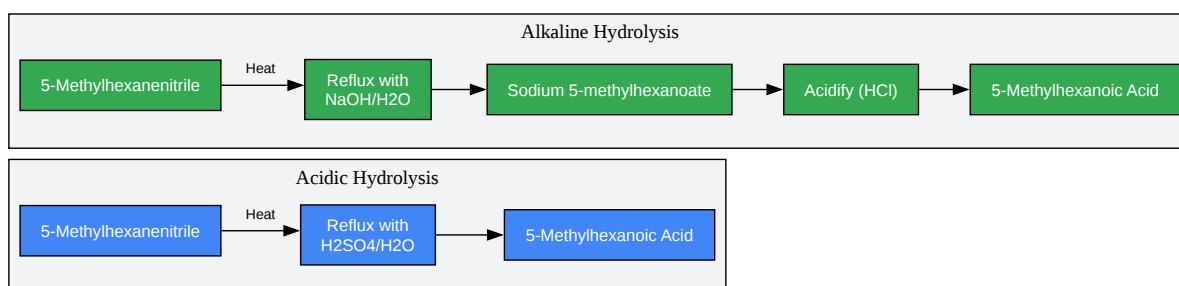 Alkaline Hydrolysis
5-Methylhexanenitrile
Heat
Reflux with
NaOH/H2O
Sodium 5-methylhexanoate
Acidify (HCl)
5-Methylhexanoic Acid
Acidic Hydrolysis
5-Methylhexanenitrile
Heat
Reflux with
H2SO4/H2O
5-Methylhexanoic Acid